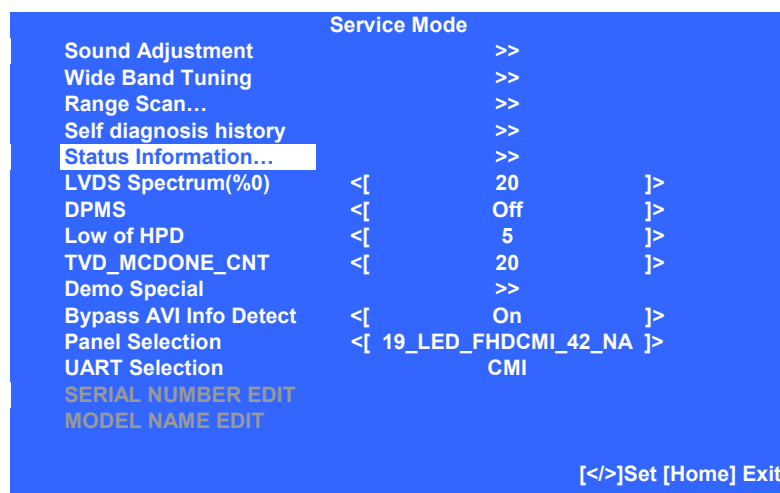 Service Mode
Sound Adjustment >>
Wide Band Tuning >>
Range Scan... >>
Self diagnosis history >>
Status Information... >>
LVDS Spectrum(%0) <[ 20 ]>
DPMS <[ Off ]>
Low of HPD <[ 5 ]>
TVD_MCDONE_CNT <[ 20 ]>
Demo Special >>
Bypass AVI Info Detect <[ On ]>
Panel Selection <[ 19_LED_FHDCMI_42_NA ]>
UART Selection CMI
SERIAL NUMBER EDIT
MODEL NAME EDIT
[</>]Set [Home] Exit